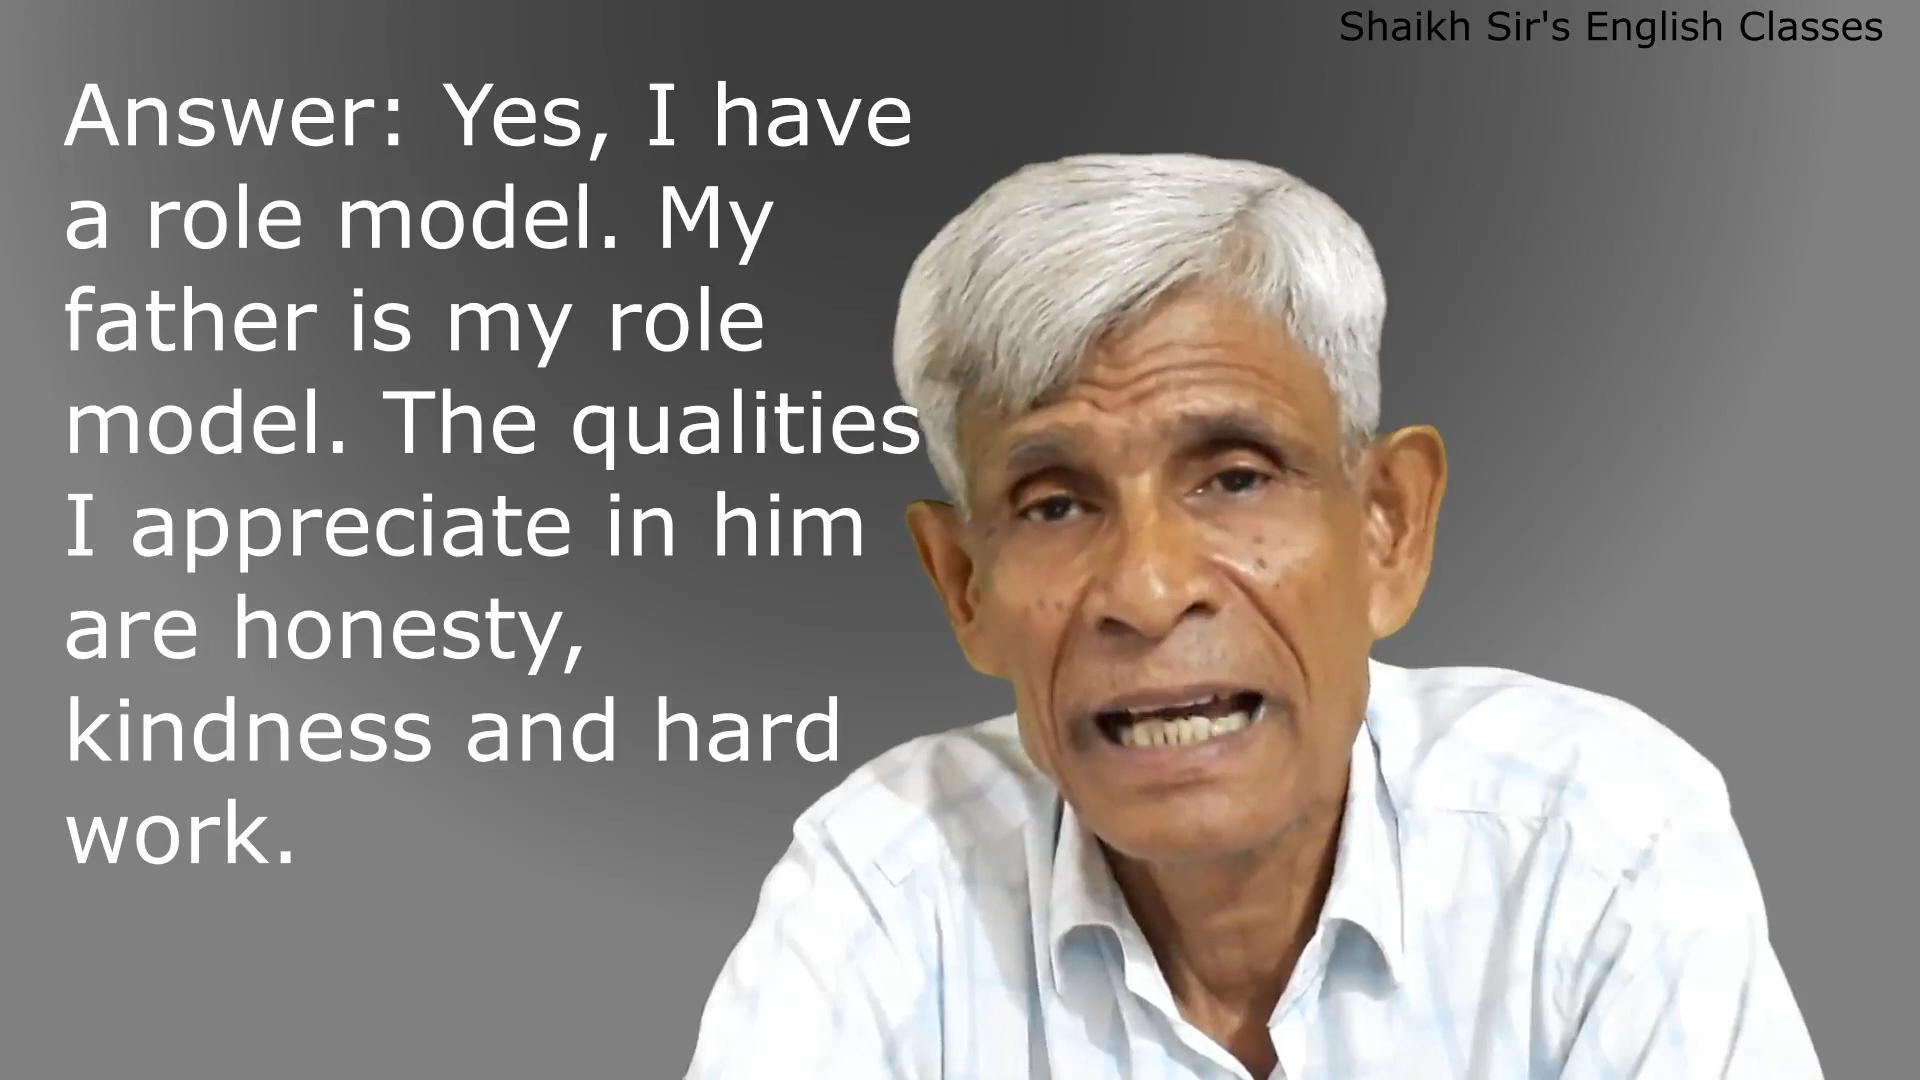 Shaikh Sir's English Classes
Answer: Yes, I have
a role model. My
father is my role
model. The qualities
I appreciate in him
are honesty,
kindness and hard
work.